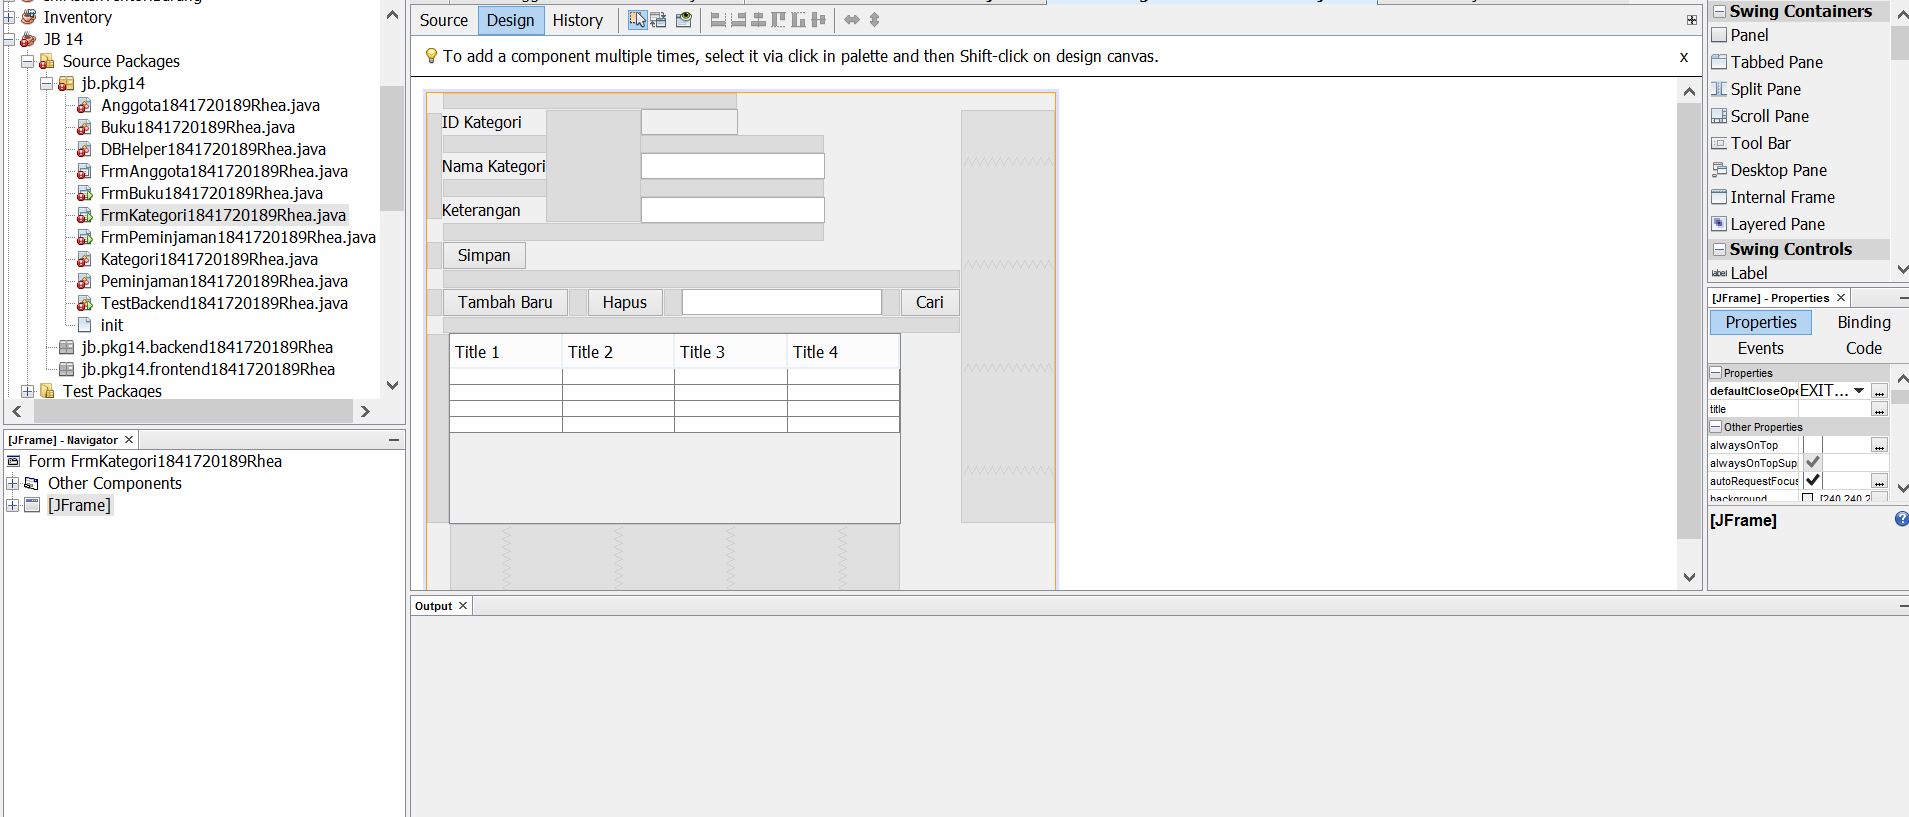 Inventory
JB 14
Source Packages
jb.pkg14
Anggota1841720189Rhea.java
Buku1841720189Rhea.java
DBHelper1841720189Rhea.java
FrmAnggota1841720189Rhea.java
FrmBuku1841720189Rhea.java
FrmKategori1841720189Rhea.java
FrmPeminjaman1841720189Rhea.java
Kategori1841720189Rhea.java
Peminjaman1841720189Rhea.java
TestBackend1841720189Rhea.java
init
jb.pkg14.backend1841720189Rhea
jb.pkg14.frontend1841720189Rhea
Test Packages
[JFrame] - Navigator
Form FrmKategori1841720189Rhea
Other Components
[JFrame]
Source Design History
To add a component multiple times, select it via click in palette and then Shift-click on design canvas. x
ID Kategori
Nama Kategori
Keterangan
Simpan
Tambah Baru Hapus Cari
Title 1 Title 2 Title 3 Title 4
Output
Swing Containers
Panel
Tabbed Pane
Split Pane
Scroll Pane
Tool Bar
Desktop Pane
Internal Frame
Layered Pane
Swing Controls
label Label
[JFrame] - Properties
Properties Binding
Events Code
Properties
defaultCloseOpe EXIT... ...
title ...
Other Properties
alwaysOnTop ...
alwaysOnTopSup
autoRequestFocus ...
background [240,240,2
[JFrame]